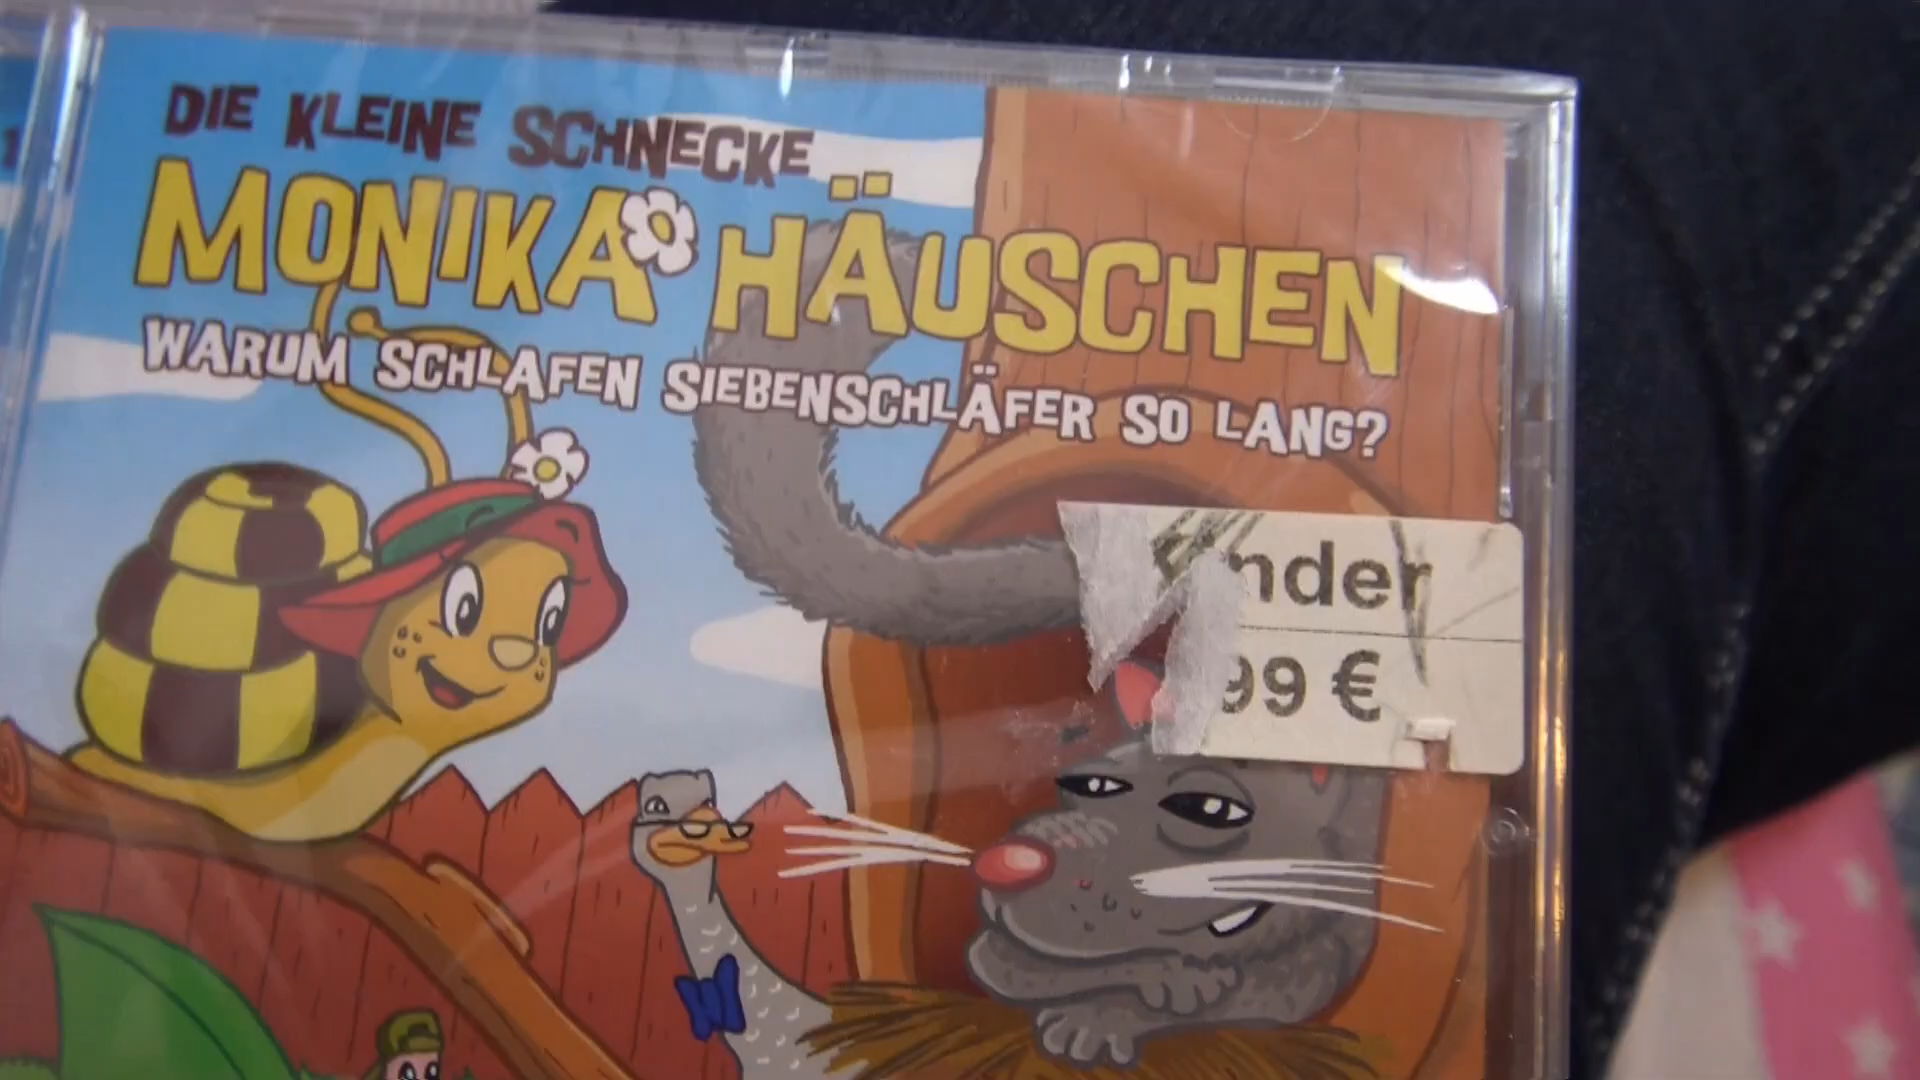 DIE KLEINE SCHNECKE
MONIKA HÄUSCHEN
WARUM SCHLAFEN SIEBENSCHLÄFER SO LANG?
nder
99 €